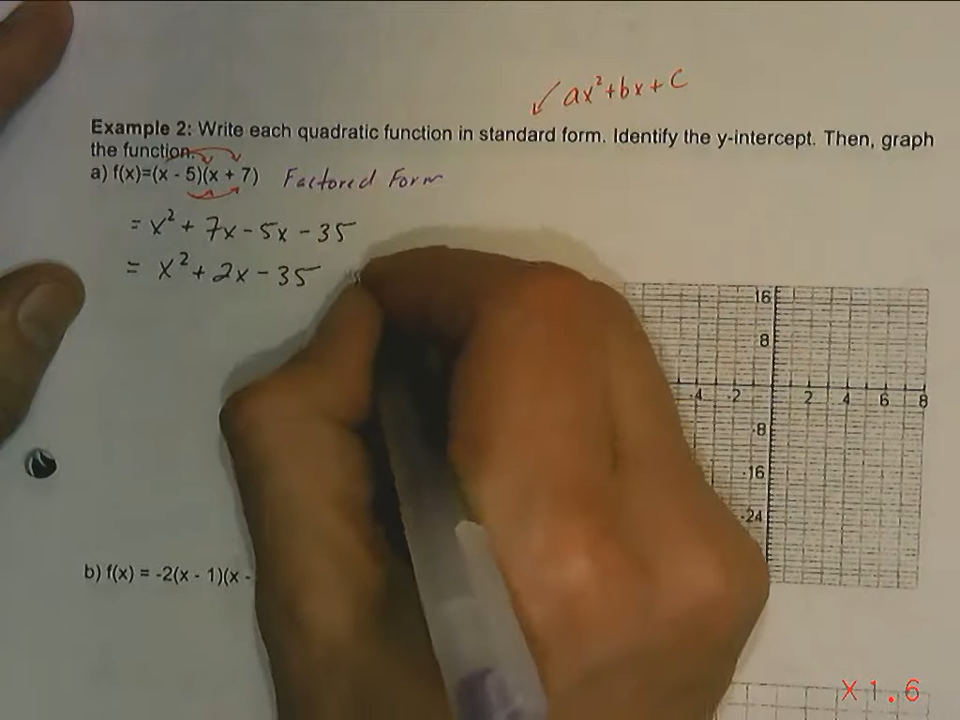 ax²+bx+c
Example 2: Write each quadratic function in standard form. Identify the y-intercept. Then, graph
the function.
a) f(x)=(x - 5)(x + 7) Factored Form
= x² + 7x - 5x - 35
= x² + 2x - 35
16
8
-4 -2 2 4 6 8
-8
-16
-24
b) f(x) = -2(x - 1)(x -
X1.6